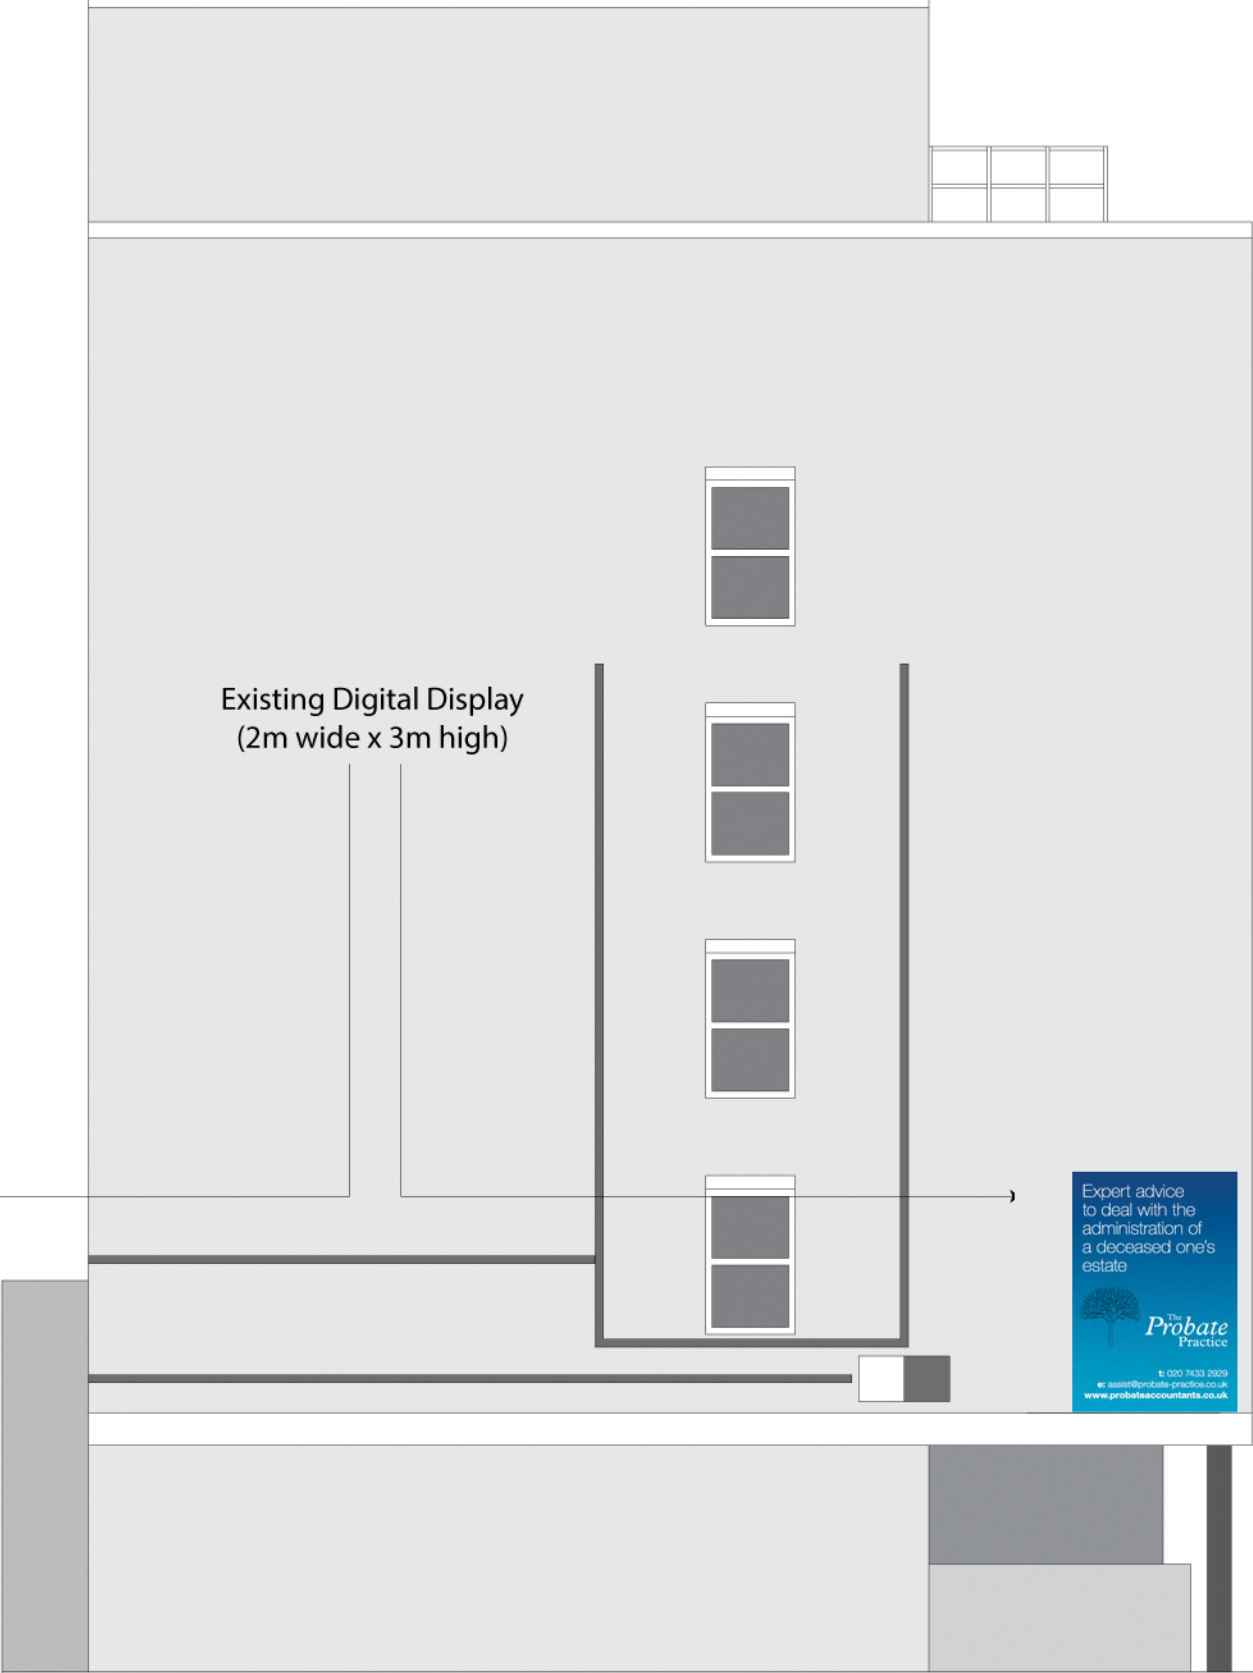 Existing Digital Display
(2m wide x 3m high)
Expert advice
to deal with the
administration of
a deceased one's
estate
The
Probate
Practice
t: 020 7433 2929
e: assist@probate-practice.co.uk
www.probateaccountants.co.uk